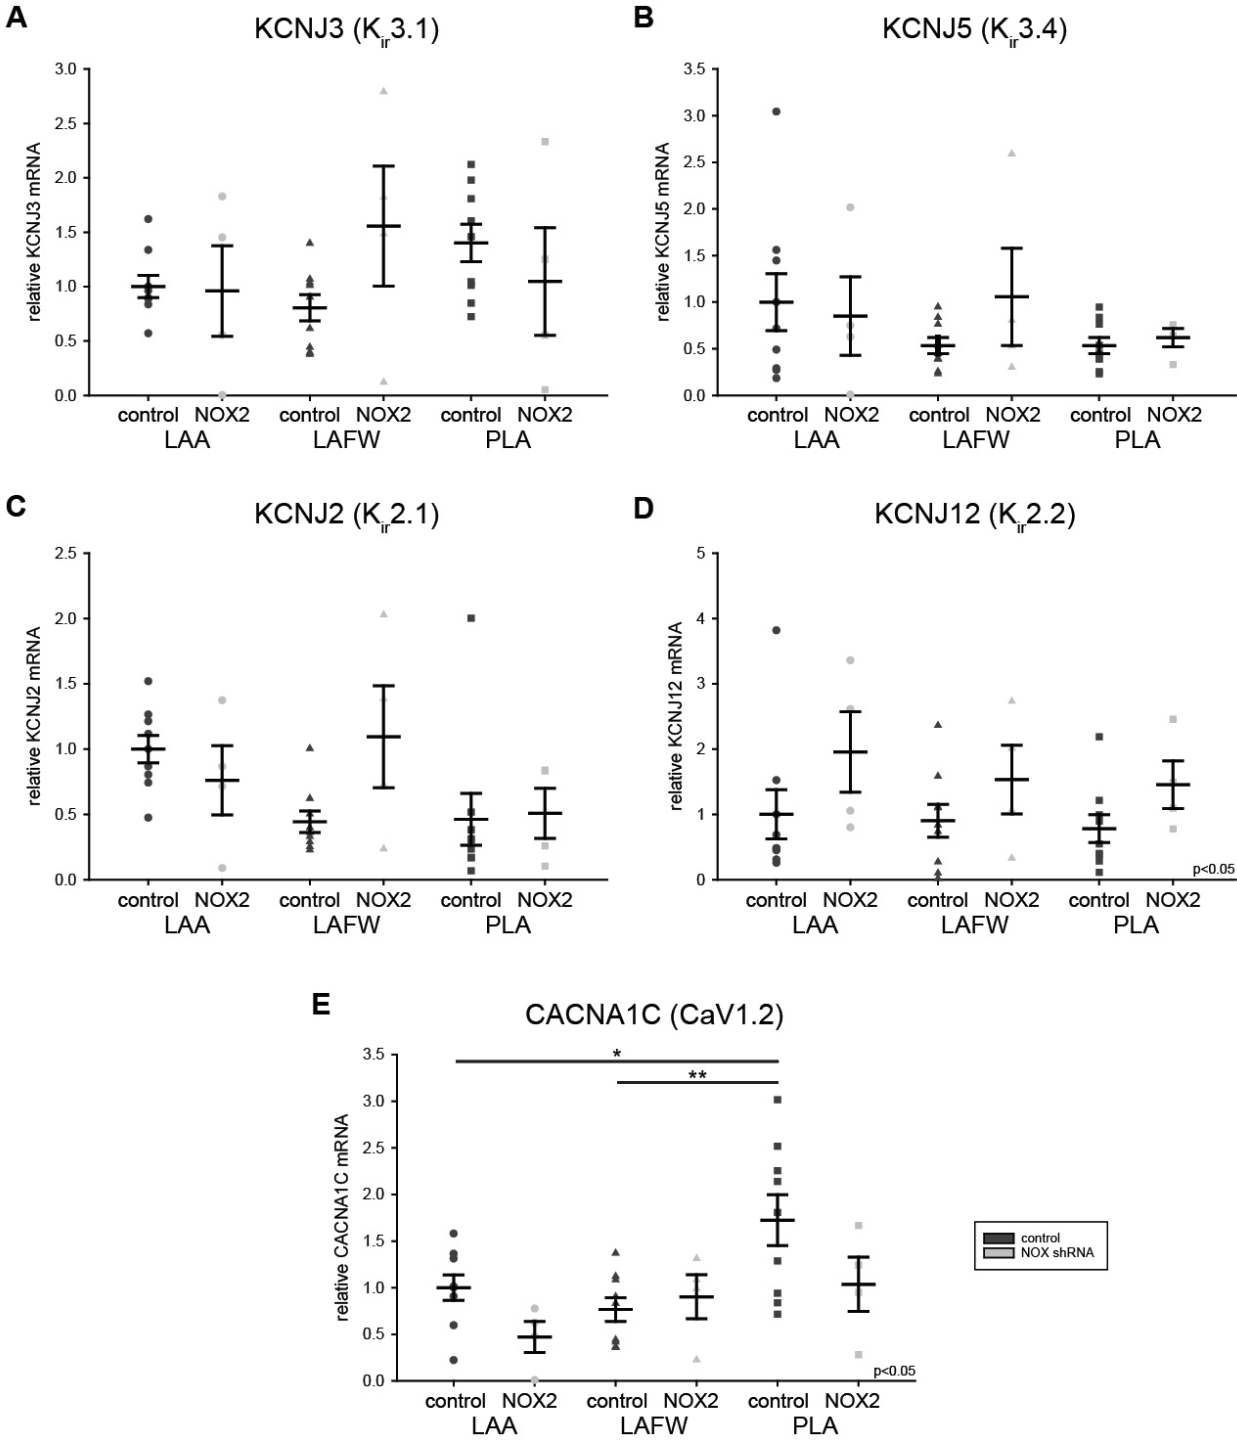 A
KCNJ3 (Kir3.1)
relative KCNJ3 mRNA
3.0
2.5
2.0
1.5
1.0
0.5
0.0
control NOX2 control NOX2 control NOX2
LAA LAFW PLA
B
KCNJ5 (Kir3.4)
relative KCNJ5 mRNA
3.5
3.0
2.5
2.0
1.5
1.0
0.5
0.0
control NOX2 control NOX2 control NOX2
LAA LAFW PLA
C
KCNJ2 (Kir2.1)
relative KCNJ2 mRNA
2.5
2.0
1.5
1.0
0.5
0.0
control NOX2 control NOX2 control NOX2
LAA LAFW PLA
D
KCNJ12 (Kir2.2)
relative KCNJ12 mRNA
5
4
3
2
1
0
p<0.05
control NOX2 control NOX2 control NOX2
LAA LAFW PLA
E
CACNA1C (CaV1.2)
relative CACNA1C mRNA
3.5
3.0
2.5
2.0
1.5
1.0
0.5
0.0
*
**
p<0.05
control NOX2 control NOX2 control NOX2
LAA LAFW PLA
control
NOX shRNA